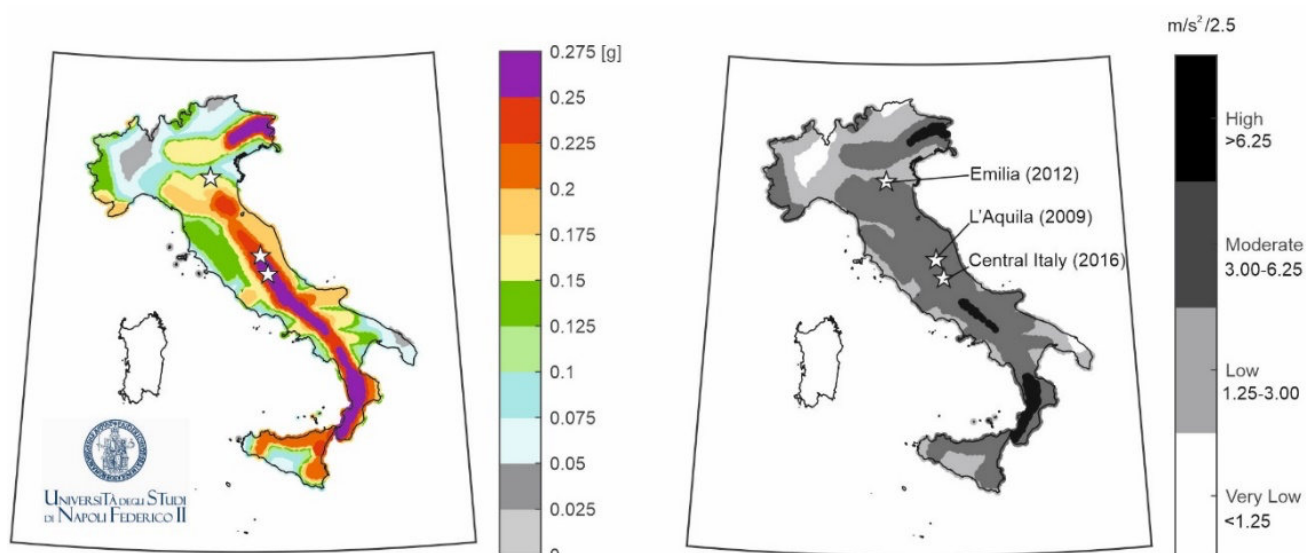 0.275 [g]
0.25
0.225
0.2
0.175
0.15
0.125
0.1
0.075
0.05
0.025
0
UNIVERSITÀ DEGLI STUDI
DI NAPOLI FEDERICO II
m/s²/2.5
High
>6.25
Moderate
3.00-6.25
Low
1.25-3.00
Very Low
<1.25
Emilia (2012)
L'Aquila (2009)
Central Italy (2016)